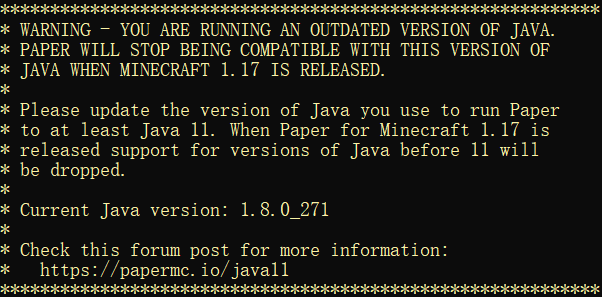 ************************************************************
* WARNING - YOU ARE RUNNING AN OUTDATED VERSION OF JAVA.
* PAPER WILL STOP BEING COMPATIBLE WITH THIS VERSION OF
* JAVA WHEN MINECRAFT 1.17 IS RELEASED.
*
* Please update the version of Java you use to run Paper
* to at least Java 11. When Paper for Minecraft 1.17 is
* released support for versions of Java before 11 will
* be dropped.
*
* Current Java version: 1.8.0_271
*
* Check this forum post for more information:
*   https://papermc.io/java11
************************************************************